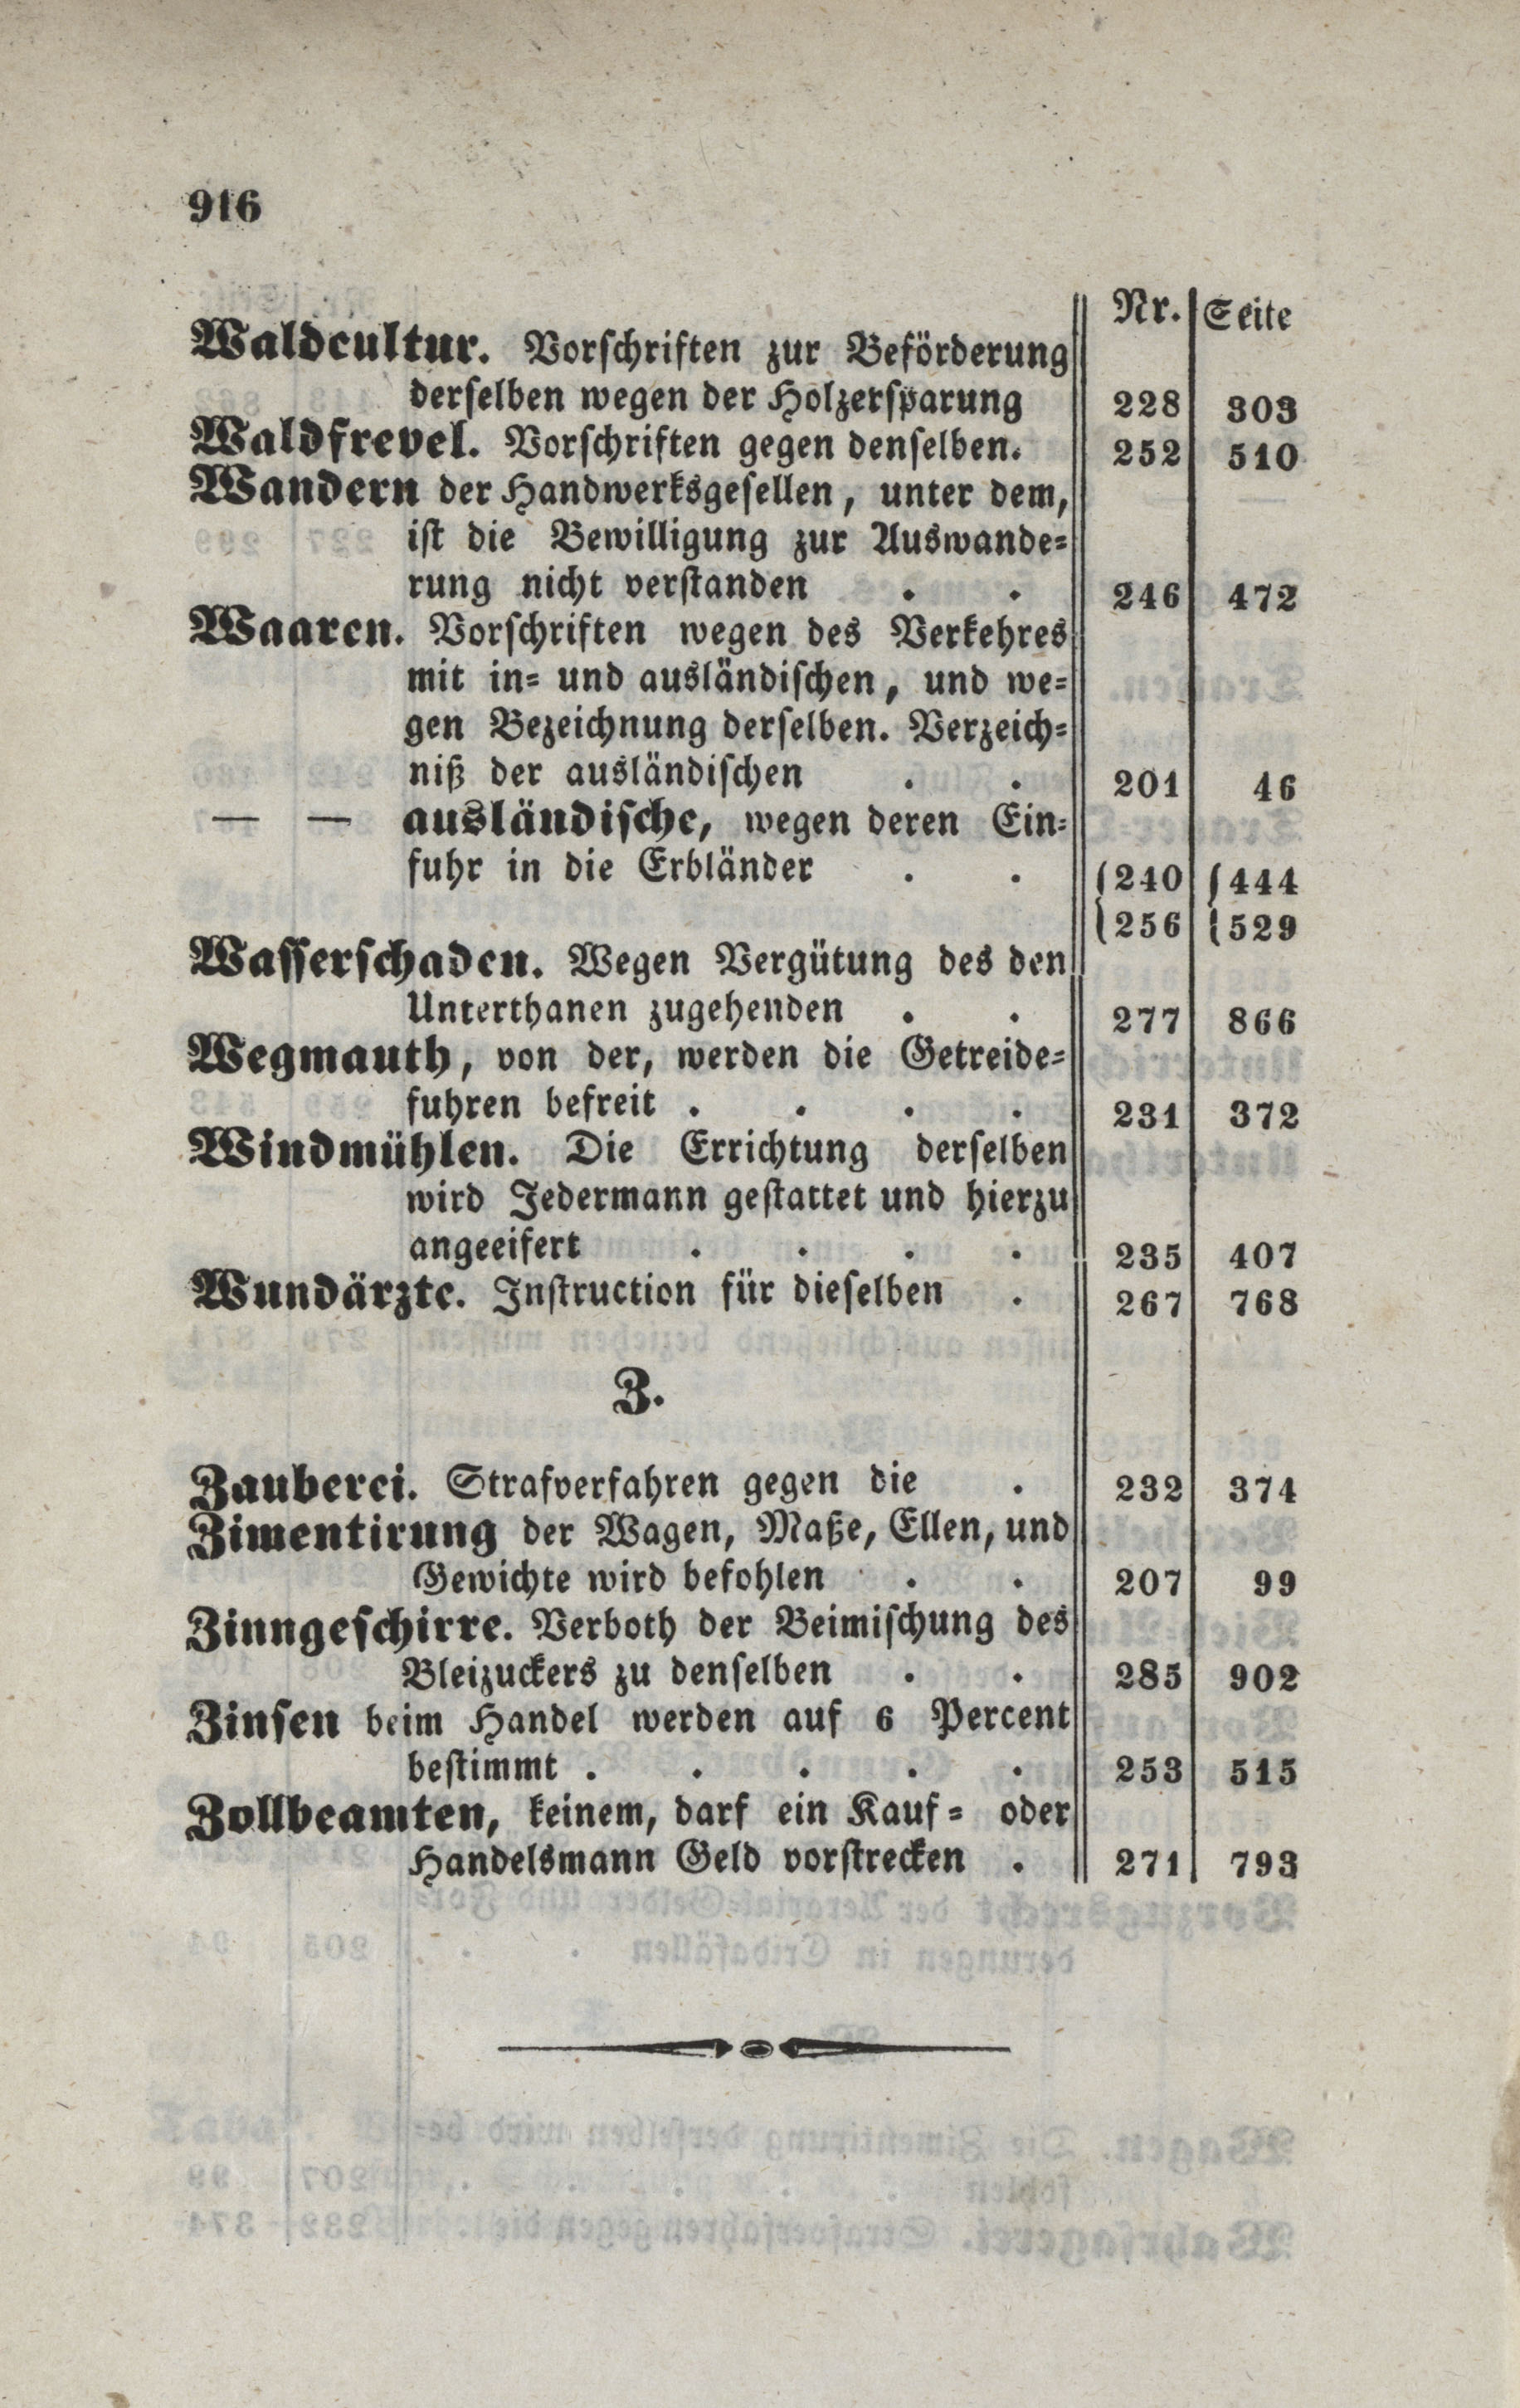 916
Nr. Seite
Waldcultur. Vorschriften zur Beförderung
derselben wegen der Holzersparung 228 303
Waldfrevel. Vorschriften gegen denselben. 252 510
Wandern der Handwerksgesellen, unter dem,
ist die Bewilligung zur Auswande=
rung nicht verstanden . . 246 472
Waaren. Vorschriften wegen des Verkehres
mit in= und ausländischen, und we=
gen Bezeichnung derselben. Verzeich=
niß der ausländischen . . 201 46
— — ausländische, wegen deren Ein=
fuhr in die Erbländer . . {240 {444
{256 {529
Wasserschaden. Wegen Vergütung des den
Unterthanen zugehenden . . 277 866
Wegmauth, von der, werden die Getreide=
fuhren befreit . . . . 231 372
Windmühlen. Die Errichtung derselben
wird Jedermann gestattet und hierzu
angeeifert . . . . 235 407
Wundärzte. Instruction für dieselben . 267 768
Z.
Zauberei. Strafverfahren gegen die . 232 374
Zimentirung der Wagen, Maße, Ellen, und
Gewichte wird befohlen . . 207 99
Zinngeschirre. Verboth der Beimischung des
Bleizuckers zu denselben . . 285 902
Zinsen beim Handel werden auf 6 Percent
bestimmt . . . . . 253 515
Zollbeamten, keinem, darf ein Kauf= oder
Handelsmann Geld vorstrecken . 271 793